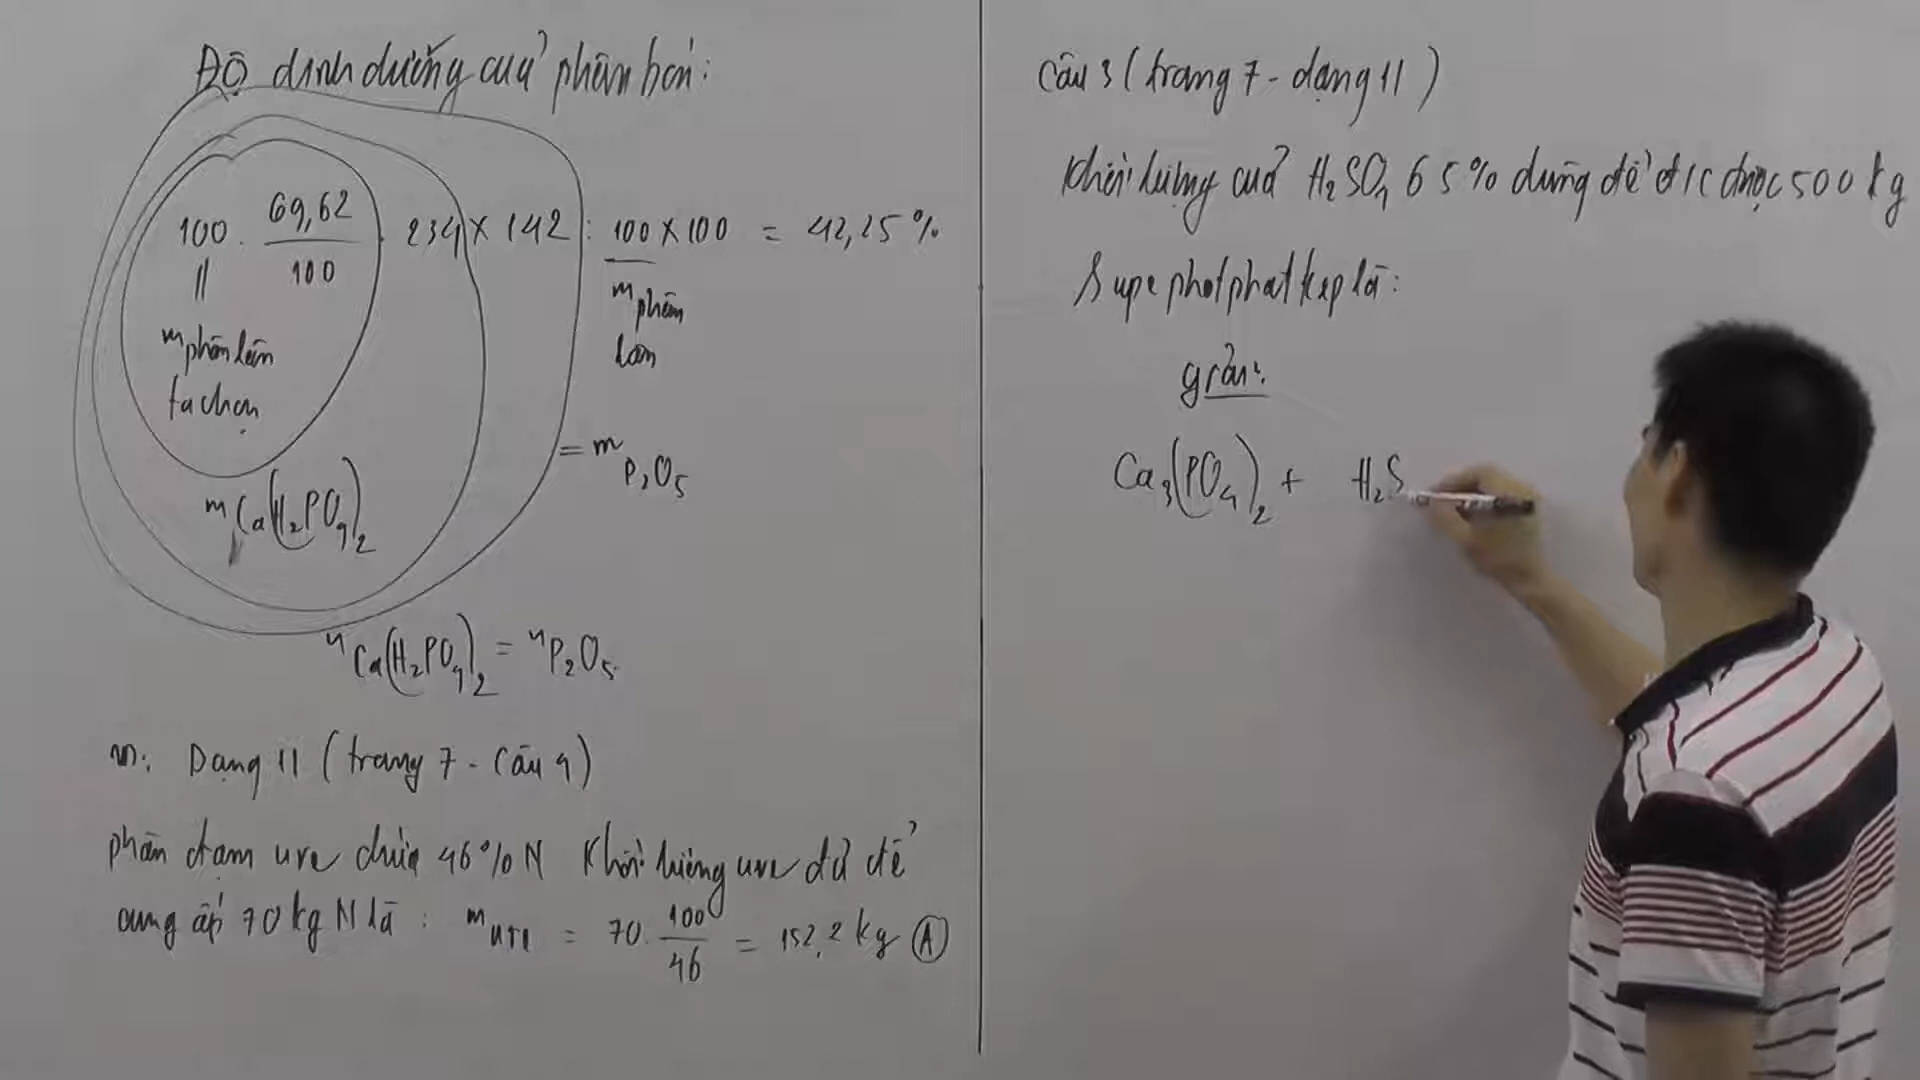 Độ dinh dưỡng của phân bón:
100 . 69,62 / 100 . 234 × 142 : 100 × 100 = 42,25 %
m phân lân ta chọn
m phân lân
= m P2O5
m Ca(H2PO4)2
n Ca(H2PO4)2 = n P2O5
Dạng 11 (trang 7 - câu 4)
phân đạm ure chứa 46% N Khối lượng ure đủ để
cung cấp 70 kg N là : m ure = 70 . 100 / 46 = 152,2 kg (A)
Câu 3 (trang 7 - dạng 11)
Khối lượng của H2SO4 65% dùng để đ/c được 500 kg
Supe photphat kép là:
giải:
Ca3(PO4)2 + H2S